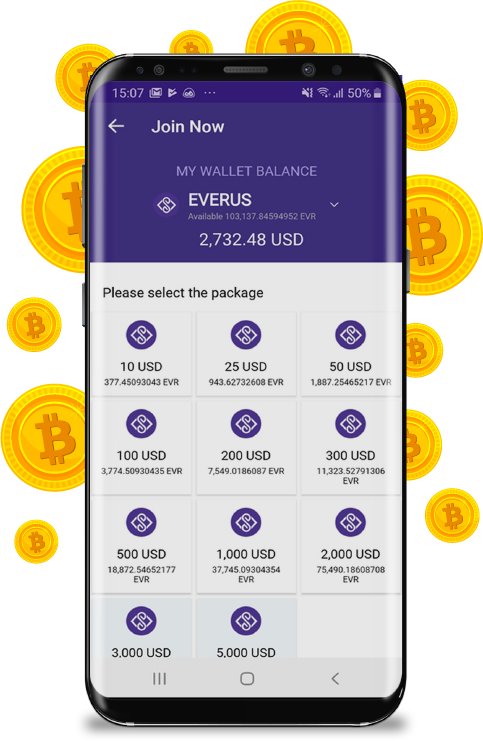 15:07 ... 50%
Join Now
MY WALLET BALANCE
EVERUS
Available 103,137.84594952 EVR
2,732.48 USD
Please select the package
10 USD 25 USD 50 USD
377.45093043 EVR 943.62732608 EVR 1,887.25465217 EVR
100 USD 200 USD 300 USD
3,774.50930435 EVR 7,549.0186087 EVR 11,323.52791306
EVR
500 USD 1,000 USD 2,000 USD
18,872.54652177 37,745.09304354 75,490.18608708
EVR EVR EVR
3,000 USD 5,000 USD